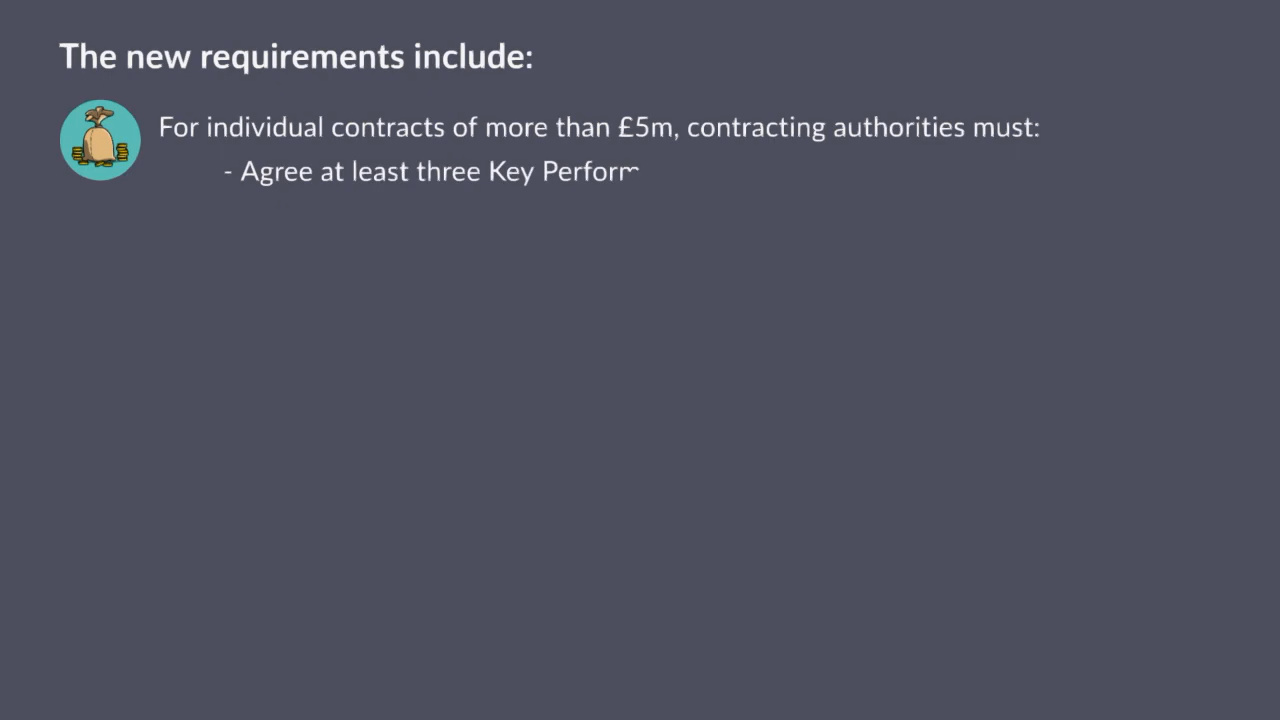 The new requirements include:
For individual contracts of more than £5m, contracting authorities must:
- Agree at least three Key Perform